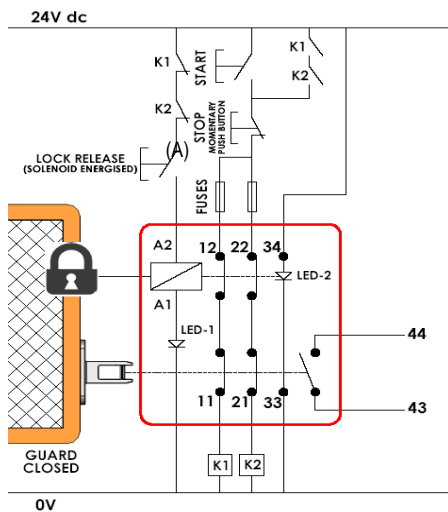 24V dc
K1
START
K1
K2
K2
STOP
MOMENTARY
PUSH BUTTON
(A)
LOCK RELEASE
(SOLENOID ENERGISED)
FUSES
A2
12
22
34
LED-2
A1
LED-1
44
11
21
33
43
GUARD
CLOSED
K1
K2
0V